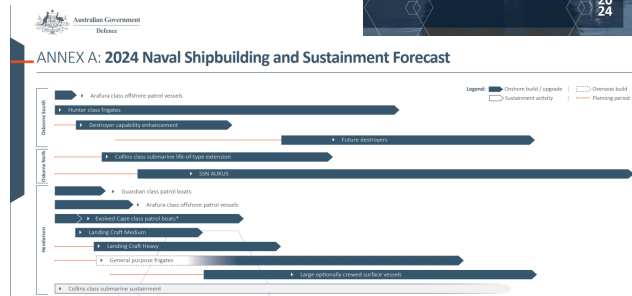 Australian Government
Defence
20
24
ANNEX A: 2024 Naval Shipbuilding and Sustainment Forecast
Legend: Onshore build / upgrade Overseas build
Sustainment activity Planning period
Osborne South
Arafura class offshore patrol vessels
Hunter class frigates
Destroyer capability enhancement
Future destroyers
Osborne North
Collins class submarine life-of-type extension
SSN AUKUS
Henderson
Guardian class patrol boats
Arafura class offshore patrol vessels
Evolved Cape class patrol boats*
Landing Craft Medium
Landing Craft Heavy
General purpose frigates
Large optionally crewed surface vessels
Collins class submarine sustainment